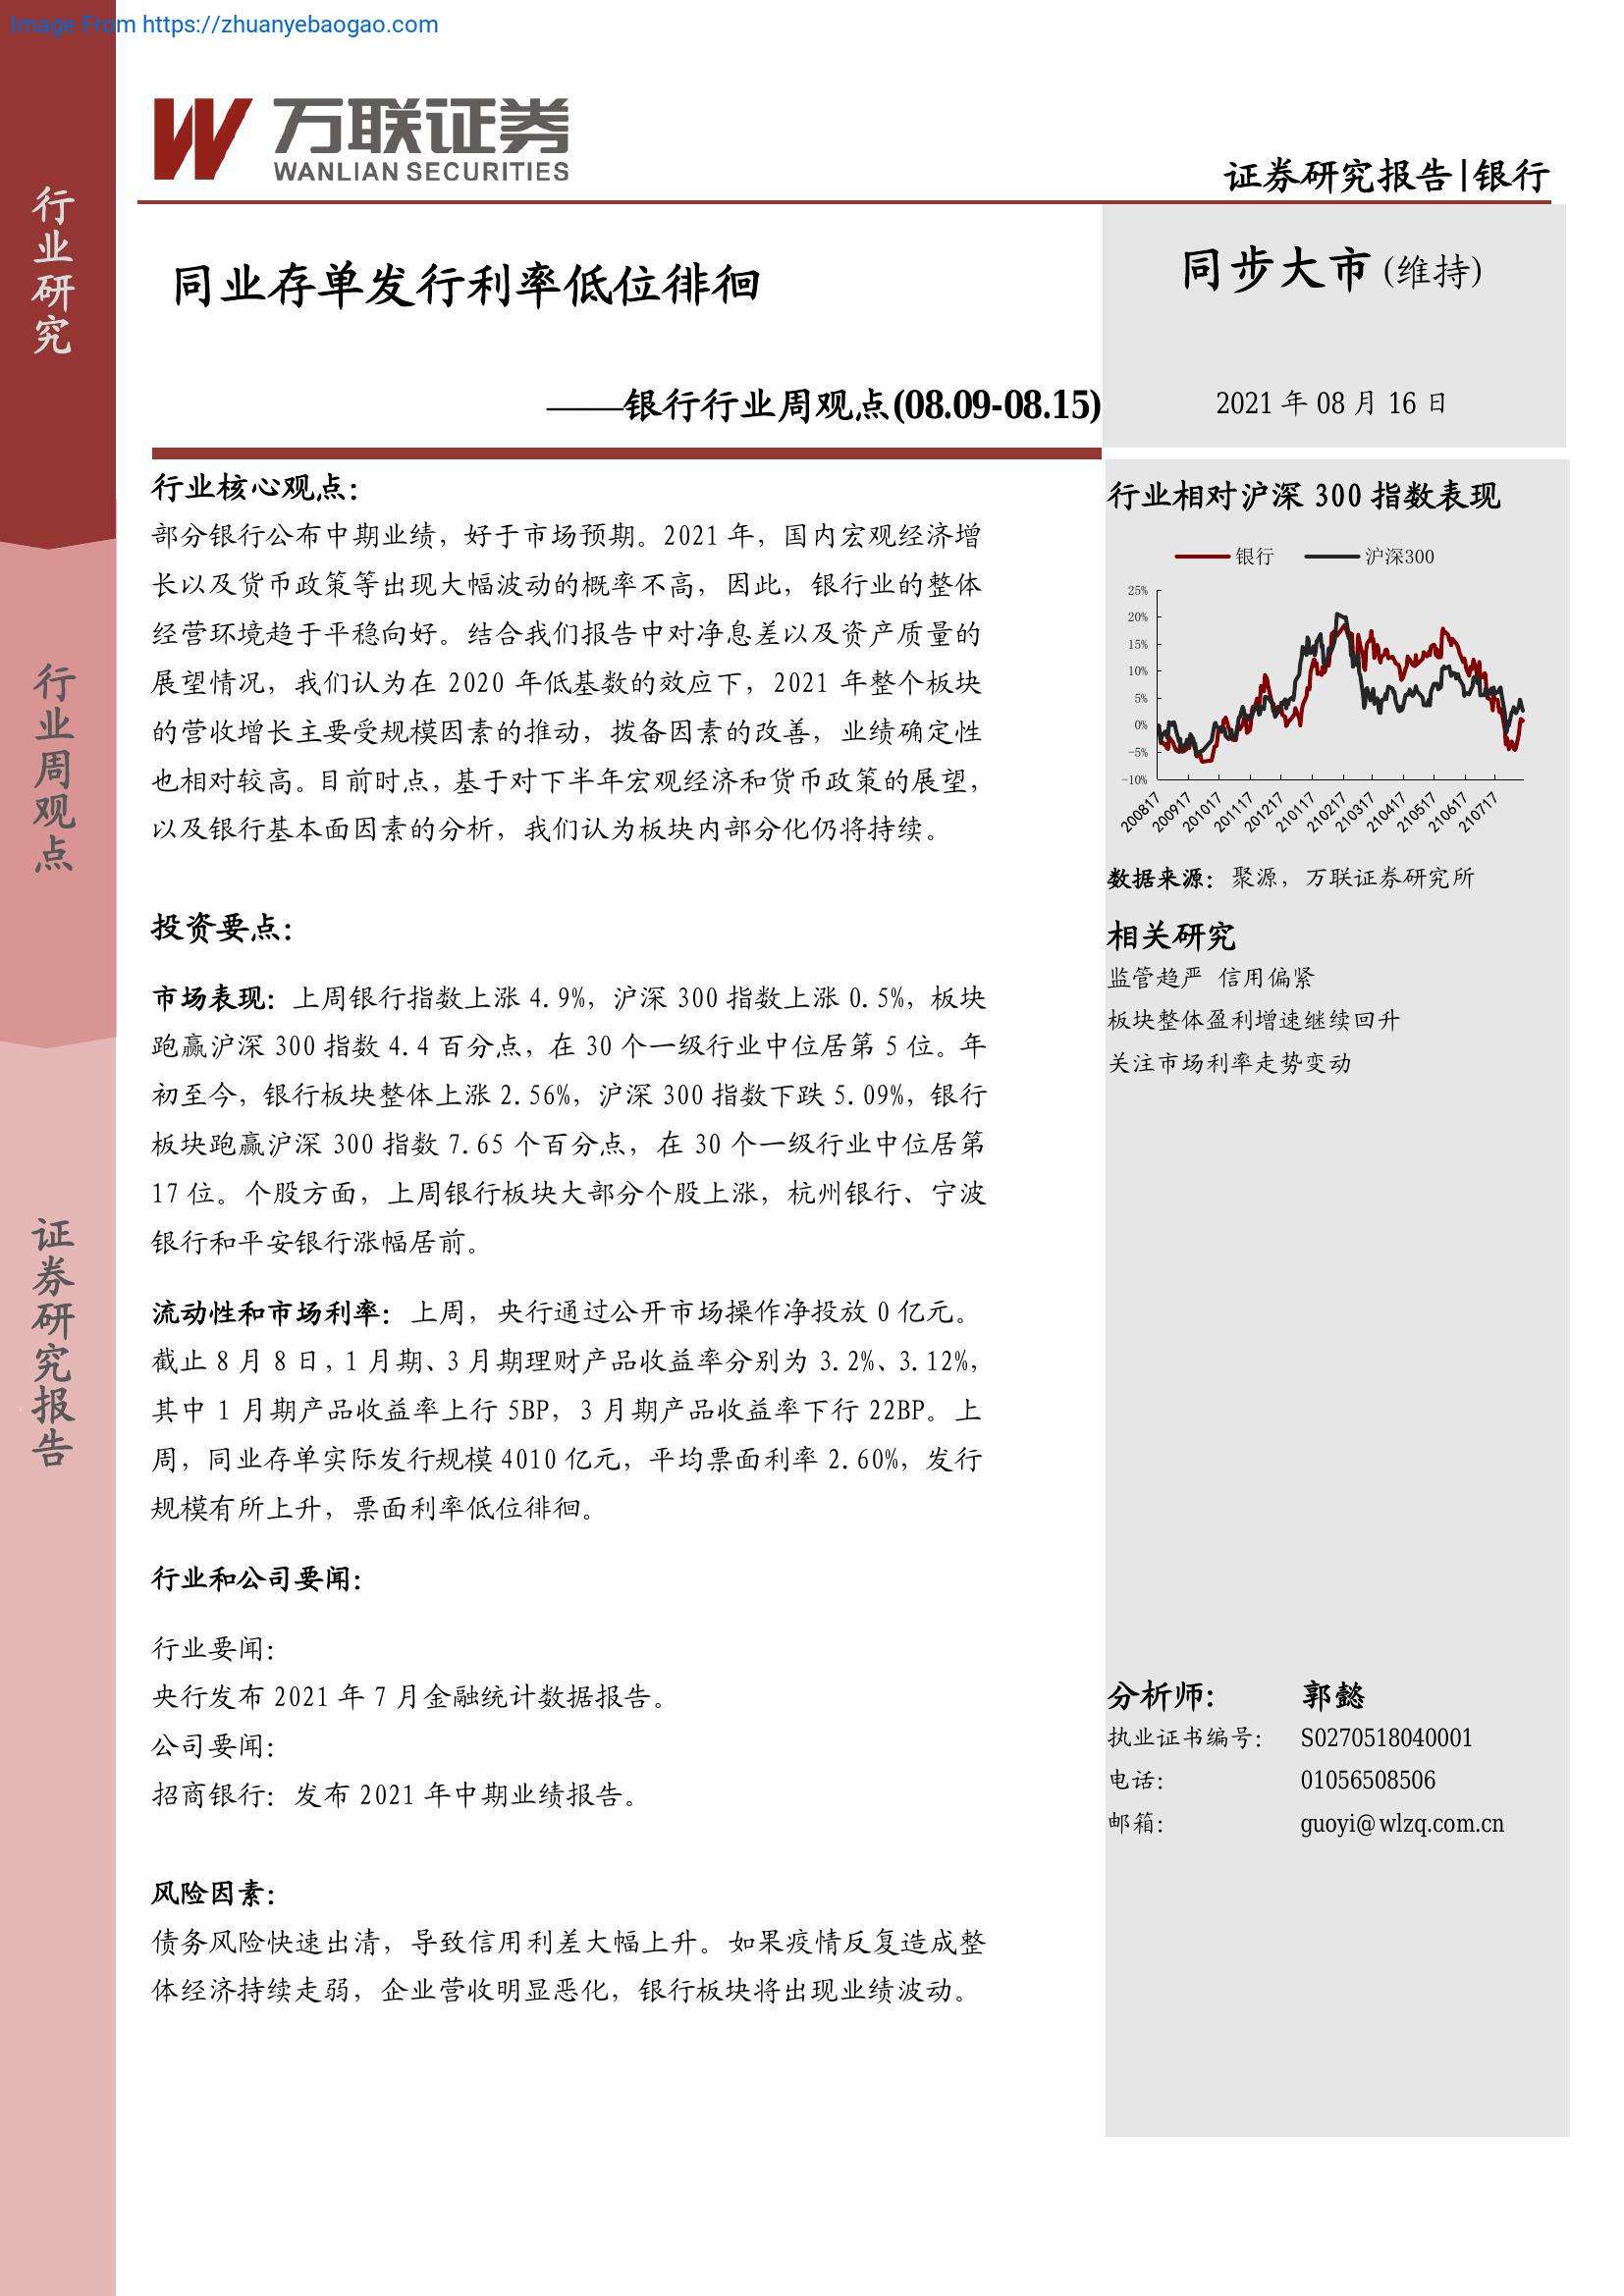 Image From https://zhuanyebaogao.com
万联证券
WANLIAN SECURITIES
证券研究报告|银行
行业研究
行业周观点
证券研究报告
同业存单发行利率低位徘徊
同步大市 (维持)
——银行行业周观点(08.09-08.15)
2021 年 08 月 16 日
行业核心观点：
部分银行公布中期业绩，好于市场预期。2021 年，国内宏观经济增
长以及货币政策等出现大幅波动的概率不高，因此，银行业的整体
经营环境趋于平稳向好。结合我们报告中对净息差以及资产质量的
展望情况，我们认为在 2020 年低基数的效应下，2021 年整个板块
的营收增长主要受规模因素的推动，拨备因素的改善，业绩确定性
也相对较高。目前时点，基于对下半年宏观经济和货币政策的展望，
以及银行基本面因素的分析，我们认为板块内部分化仍将持续。
投资要点：
市场表现：上周银行指数上涨 4.9%，沪深 300 指数上涨 0.5%，板块
跑赢沪深 300 指数 4.4 百分点，在 30 个一级行业中位居第 5 位。年
初至今，银行板块整体上涨 2.56%，沪深 300 指数下跌 5.09%，银行
板块跑赢沪深 300 指数 7.65 个百分点，在 30 个一级行业中位居第
17 位。个股方面，上周银行板块大部分个股上涨，杭州银行、宁波
银行和平安银行涨幅居前。
流动性和市场利率：上周，央行通过公开市场操作净投放 0 亿元。
截止 8 月 8 日，1 月期、3 月期理财产品收益率分别为 3.2%、3.12%，
其中 1 月期产品收益率上行 5BP，3 月期产品收益率下行 22BP。上
周，同业存单实际发行规模 4010 亿元，平均票面利率 2.60%，发行
规模有所上升，票面利率低位徘徊。
行业和公司要闻：
行业要闻：
央行发布 2021 年 7 月金融统计数据报告。
公司要闻：
招商银行：发布 2021 年中期业绩报告。
风险因素：
债务风险快速出清，导致信用利差大幅上升。如果疫情反复造成整
体经济持续走弱，企业营收明显恶化，银行板块将出现业绩波动。
行业相对沪深 300 指数表现
银行 沪深300
25%
20%
15%
10%
5%
0%
-5%
-10%
200817 200917 201017 201117 201217 210117 210217 210317 210417 210517 210617 210717
数据来源：聚源，万联证券研究所
相关研究
监管趋严 信用偏紧
板块整体盈利增速继续回升
关注市场利率走势变动
分析师： 郭懿
执业证书编号： S0270518040001
电话： 01056508506
邮箱： guoyi@wlzq.com.cn